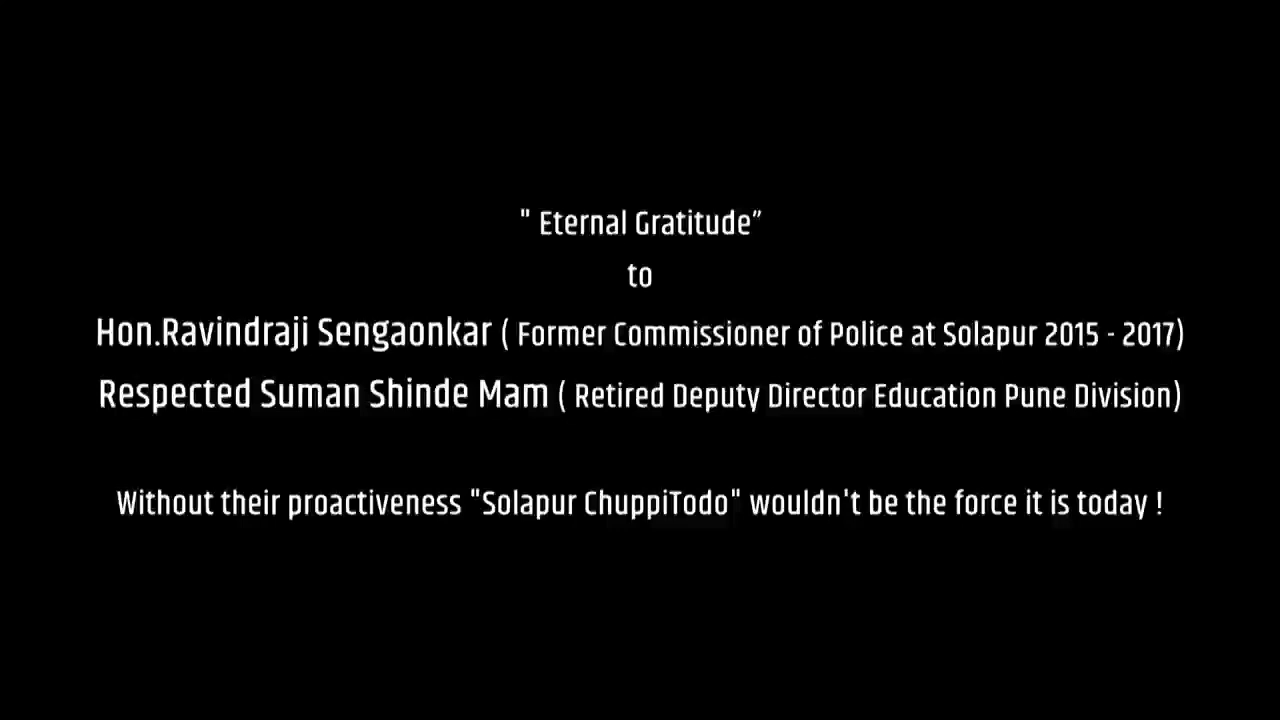 " Eternal Gratitude”
to
Hon.Ravindraji Sengaonkar ( Former Commissioner of Police at Solapur 2015 - 2017)
Respected Suman Shinde Mam ( Retired Deputy Director Education Pune Division)
Without their proactiveness "Solapur ChuppiTodo" wouldn't be the force it is today !